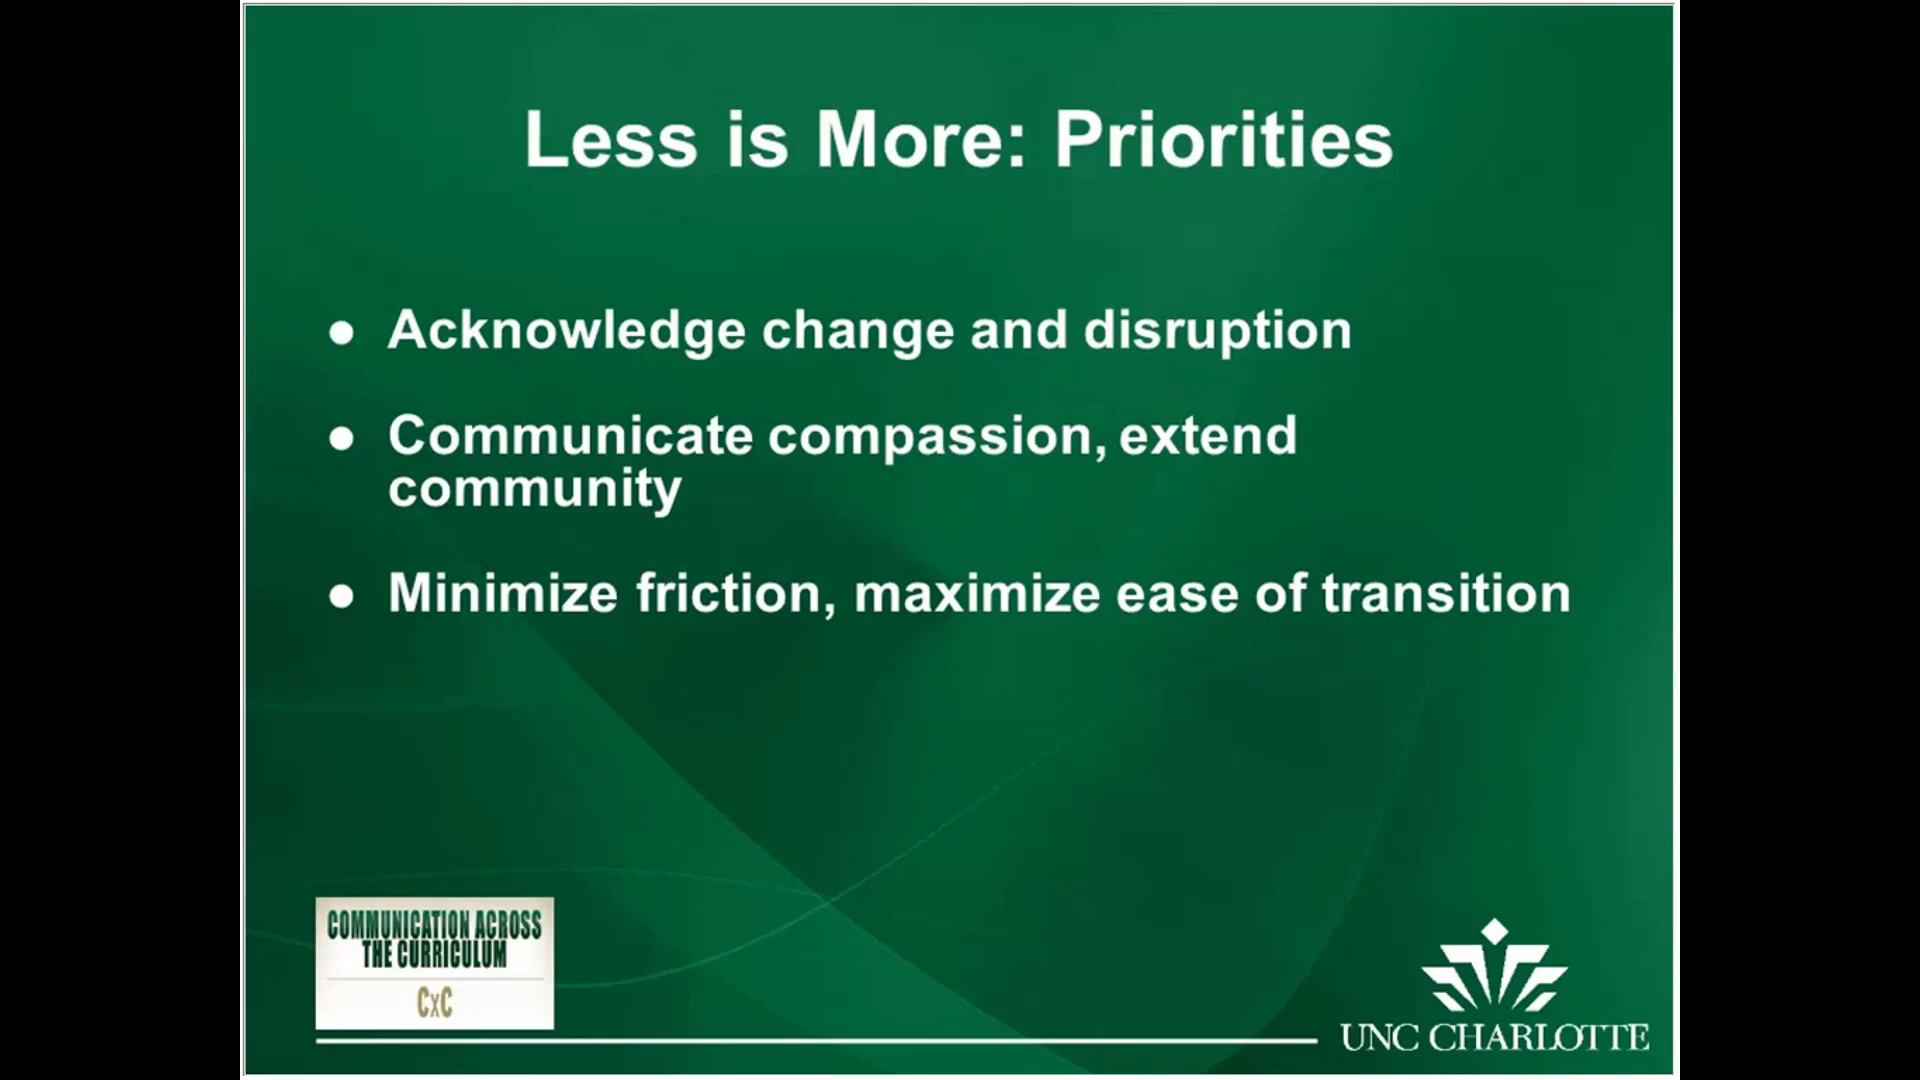 Less is More: Priorities
● Acknowledge change and disruption
● Communicate compassion, extend
community
● Minimize friction, maximize ease of transition
COMMUNICATION ACROSS
THE CURRICULUM
CxC
UNC CHARLOTTE